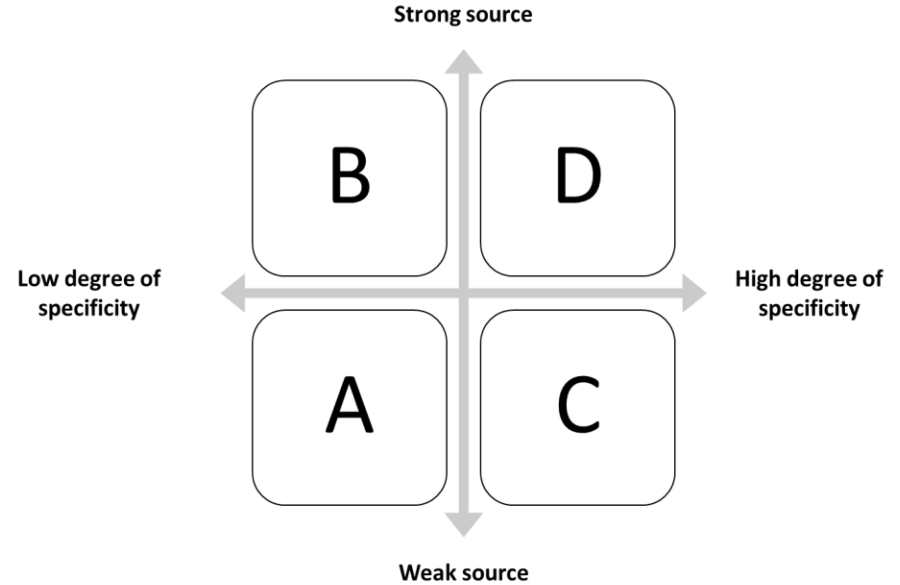 Strong source
B
D
Low degree of
specificity
High degree of
specificity
A
C
Weak source